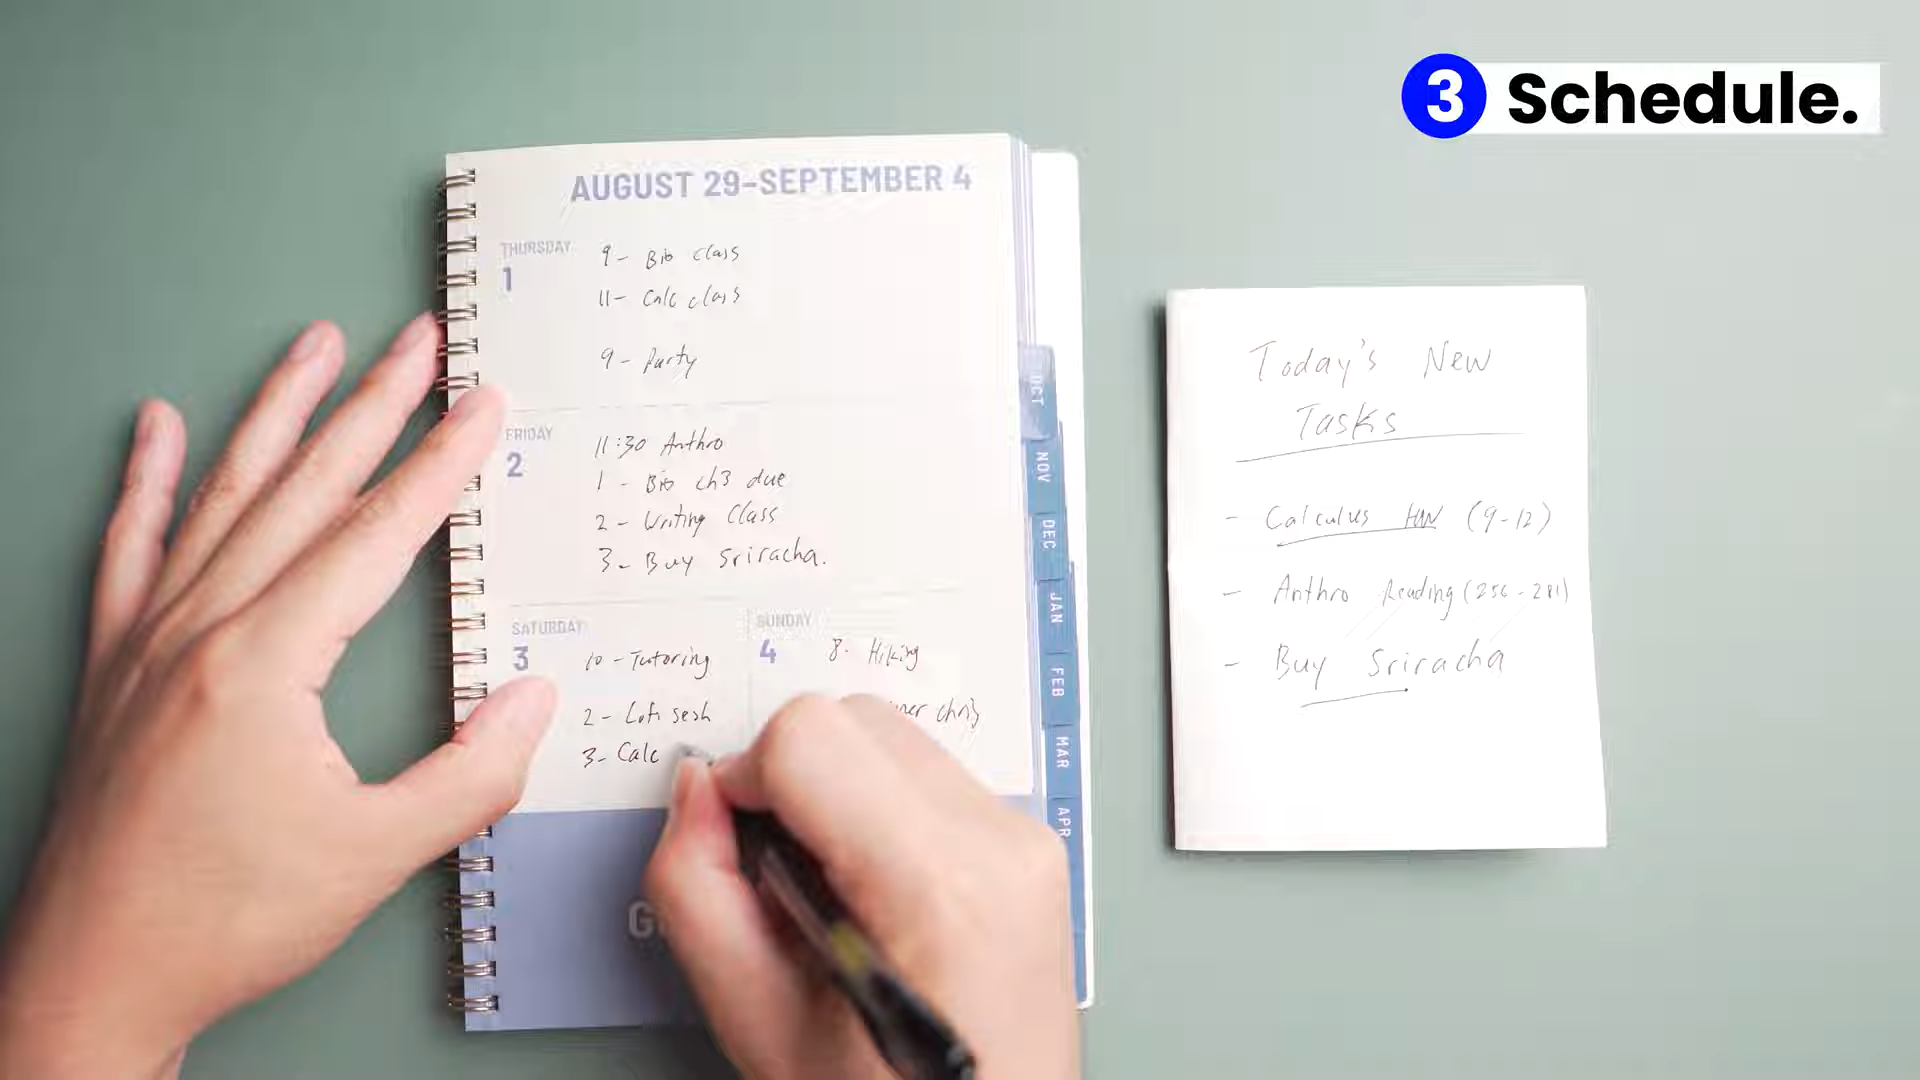 3 Schedule.
AUGUST 29-SEPTEMBER 4
THURSDAY
1
9 - Bio class
11 - Calc class
9 - Party
FRIDAY
2
11:30 Anthro
1 - Bio ch3 due
2 - Writing Class
3 - Buy Sriracha.
SATURDAY
3
10 - Tutoring
2 - Lofi sesh
3 - Calc
SUNDAY
4
8 - Hiking
OCT
NOV
DEC
JAN
FEB
MAR
APR
Today's New
Tasks
- Calculus HW (9-12)
- Anthro Reading (256-281)
- Buy Sriracha